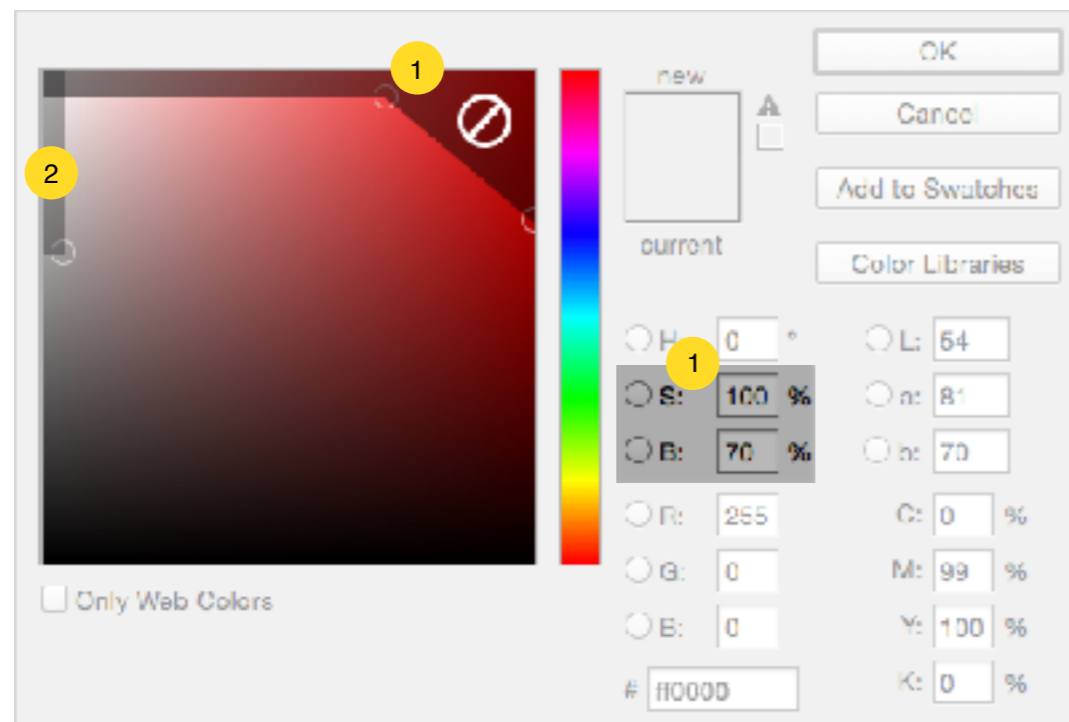 1
2
new
current
OK
Cancel
Add to Swatches
Color Libraries
1
H: 0 °
S: 100 %
B: 70 %
R: 255
G: 0
B: 0
# ff0000
L: 54
a: 81
b: 70
C: 0 %
M: 99 %
Y: 100 %
K: 0 %
Only Web Colors